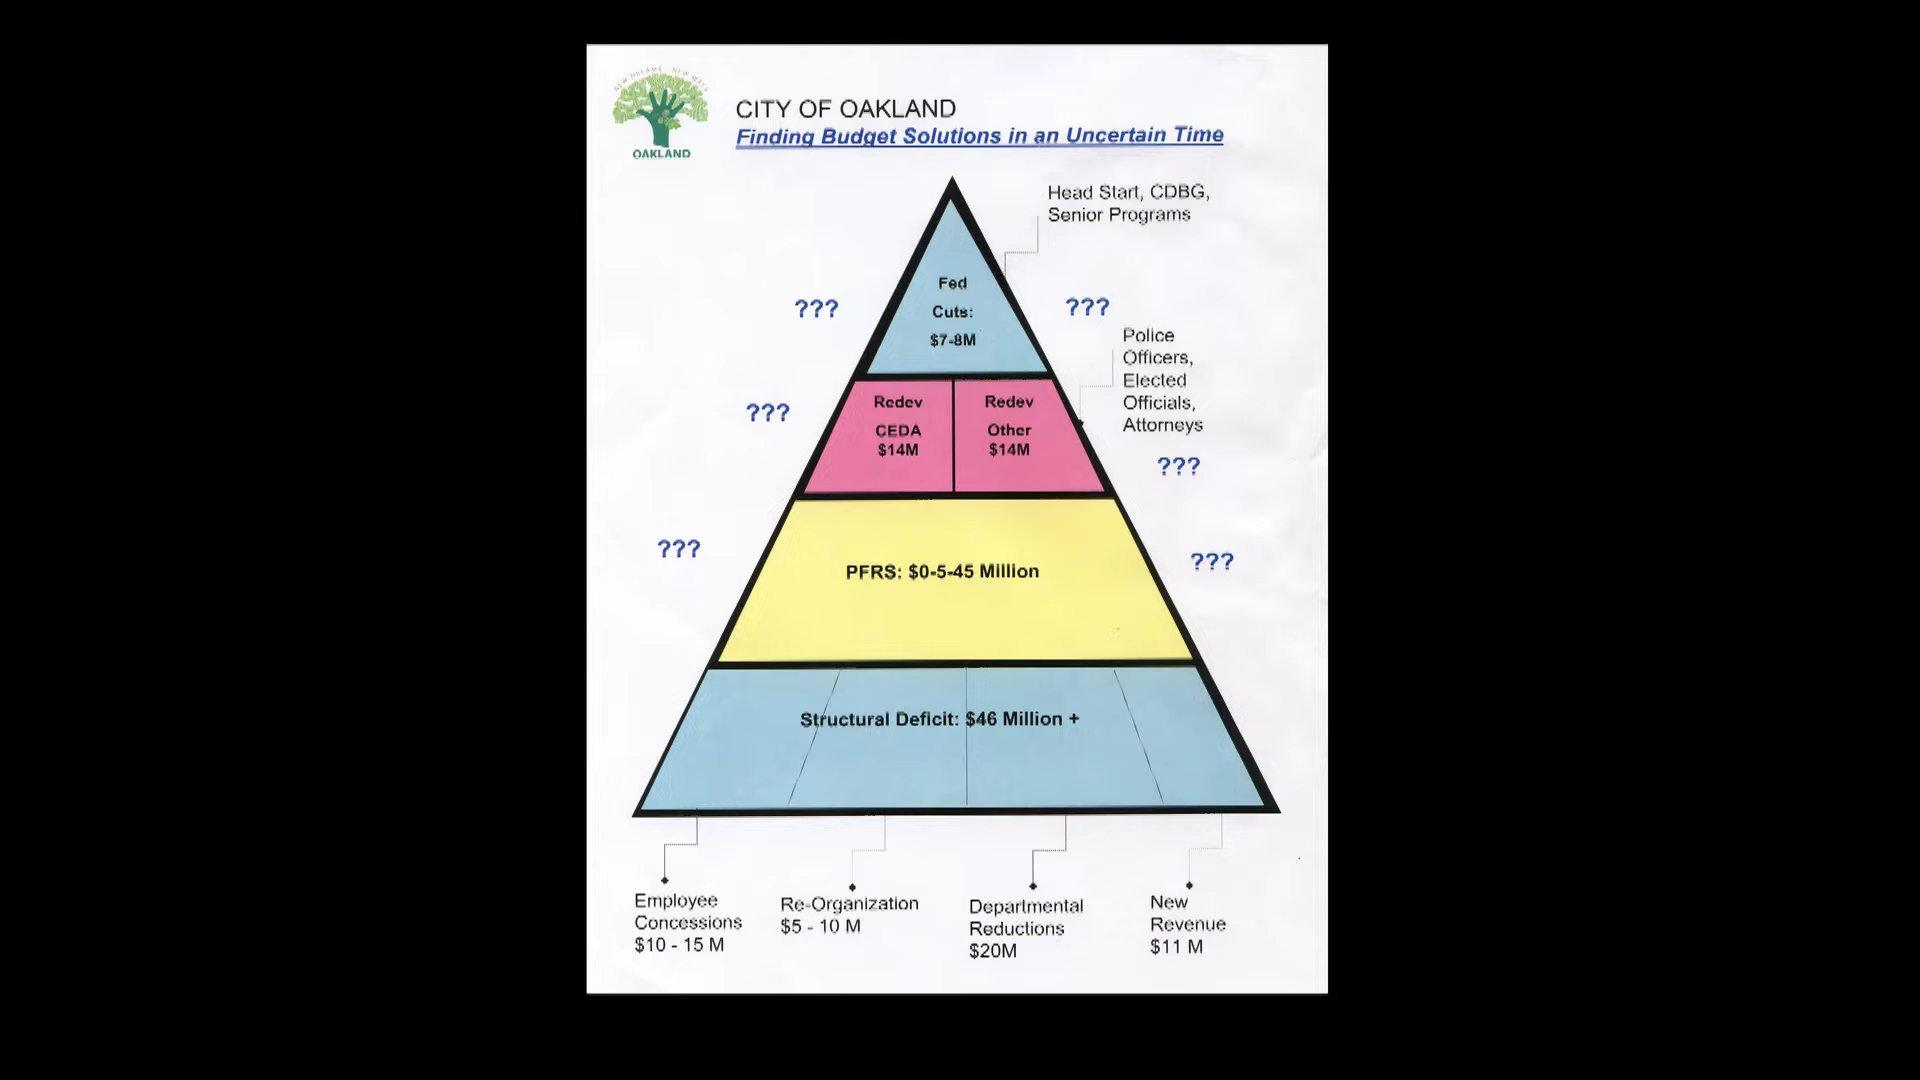 CITY OF OAKLAND
Finding Budget Solutions in an Uncertain Time
OAKLAND
Head Start, CDBG,
Senior Programs
Fed
Cuts:
$7-8M
???
???
Police
Officers,
Elected
Officials,
Attorneys
Redev
CEDA
$14M
Redev
Other
$14M
???
???
PFRS: $0-5-45 Million
???
???
Structural Deficit: $46 Million +
Employee
Concessions
$10 - 15 M
Re-Organization
$5 - 10 M
Departmental
Reductions
$20M
New
Revenue
$11 M